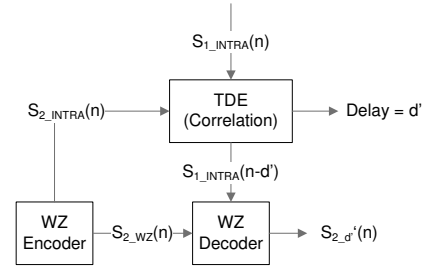 S1_INTRA(n)
TDE
(Correlation)
S2_INTRA(n)
Delay = d'
S1_INTRA(n-d')
WZ
Encoder
S2_WZ(n)
WZ
Decoder
S2_d'‘(n)